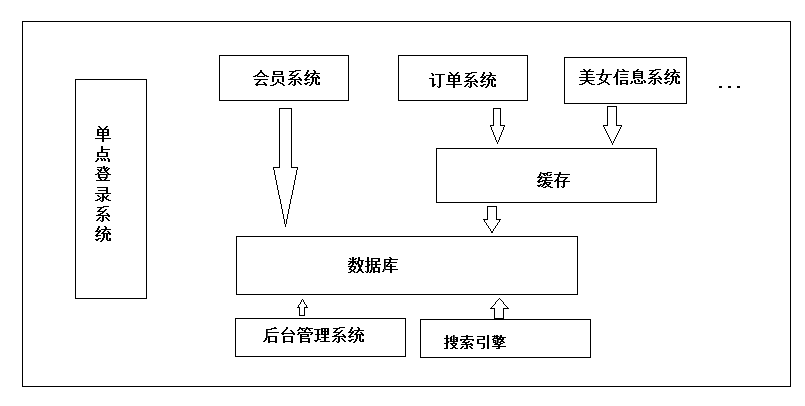 会员系统
订单系统
美女信息系统
...
单点登录系统
缓存
数据库
后台管理系统
搜索引擎